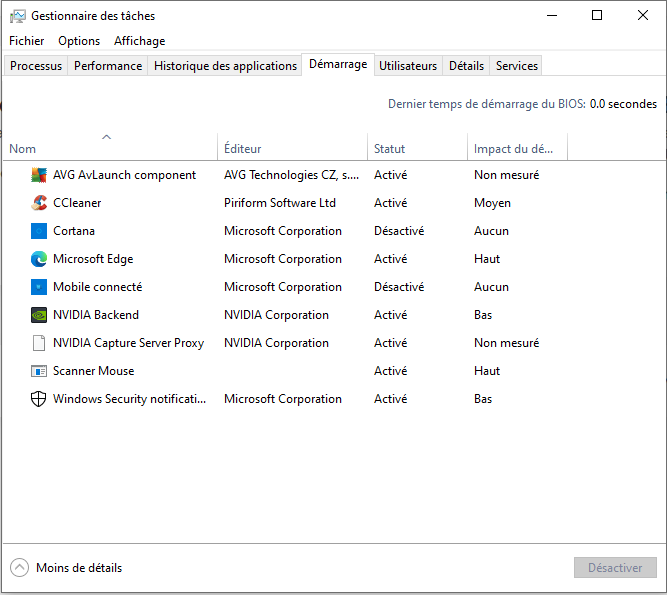 Gestionnaire des tâches
Fichier Options Affichage
Processus Performance Historique des applications Démarrage Utilisateurs Détails Services
Dernier temps de démarrage du BIOS: 0.0 secondes
Nom Éditeur Statut Impact du dé...
AVG AvLaunch component AVG Technologies CZ, s.... Activé Non mesuré
CCleaner Piriform Software Ltd Activé Moyen
Cortana Microsoft Corporation Désactivé Aucun
Microsoft Edge Microsoft Corporation Activé Haut
Mobile connecté Microsoft Corporation Désactivé Aucun
NVIDIA Backend NVIDIA Corporation Activé Bas
NVIDIA Capture Server Proxy NVIDIA Corporation Activé Non mesuré
Scanner Mouse Activé Haut
Windows Security notificati... Microsoft Corporation Activé Bas
Moins de détails Désactiver